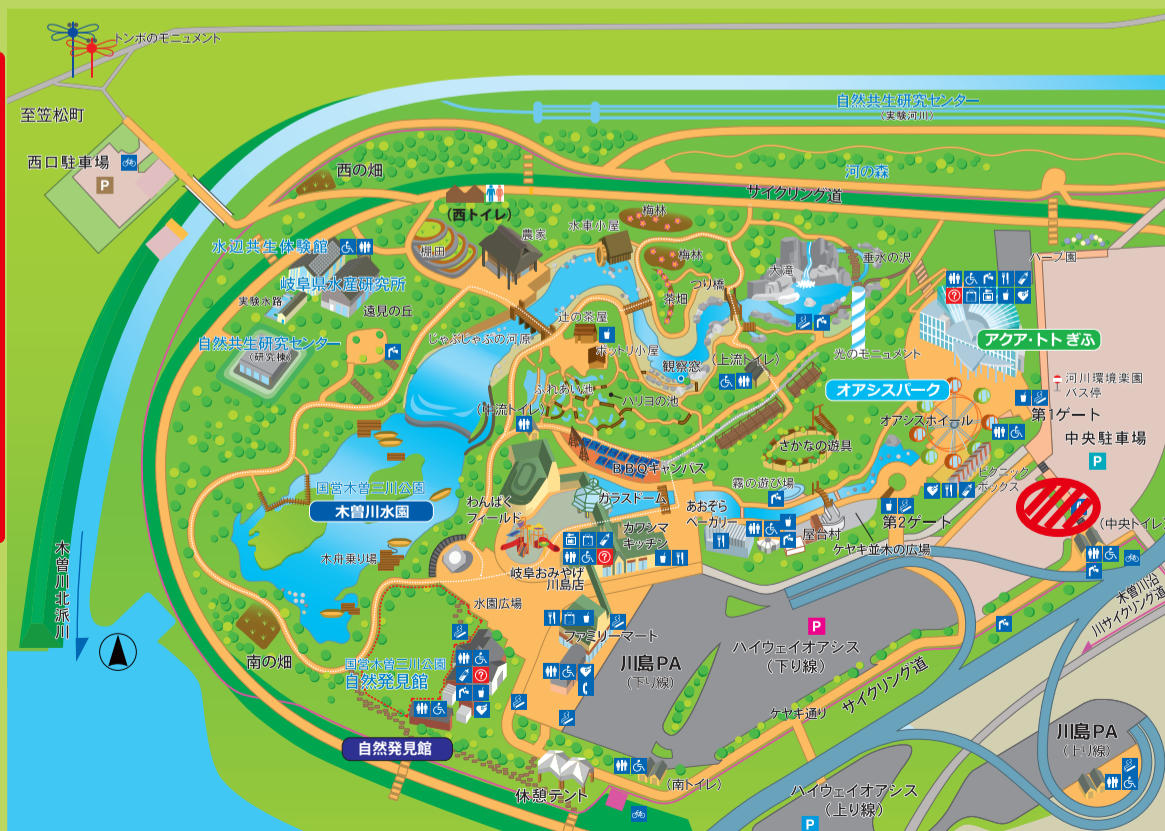 トンボのモニュメント
至笠松町
西口駐車場
P
自然共生研究センター
（実験河川）
西の畑
河の森
サイクリング道
（西トイレ）
梅林
水車小屋
農家
棚田
水辺共生体験館
岐阜県水産研究所
実験水路
遠見の丘
自然共生研究センター
（研究棟）
梅林
つり橋
茶畑
大滝
垂水の沢
ハーブ園
?
アクア・トト ぎふ
じゃぶじゃぶの河原
辻の茶屋
ポットリ小屋
観察窓
（上流トイレ）
光のモニュメント
河川環境楽園
バス停
オアシスパーク
第1ゲート
オアシスホイール
中央駐車場
P
ふれあい池
ハリヨの池
（中流トイレ）
さかなの遊具
BBQキャンパス
ピクニック
ボックス
国営木曽三川公園
木曽川水園
わんぱく
フィールド
ガラスドーム
霧の遊び場
あおぞら
ベーカリー
カワシマ
キッチン
屋台村
第2ゲート
ケヤキ並木の広場
（中央トイレ）
木舟乗り場
?
岐阜おみやげ
川島店
木曽川北派川
水園広場
ファミリーマート
P
ハイウェイオアシス
（下り線）
川島PA
（下り線）
木曽川沿
川サイクリング道
南の畑
国営木曽三川公園
自然発見館
?
サイクリング道
ケヤキ通り
自然発見館
川島PA
（上り線）
（南トイレ）
休憩テント
ハイウェイオアシス
（上り線）
P